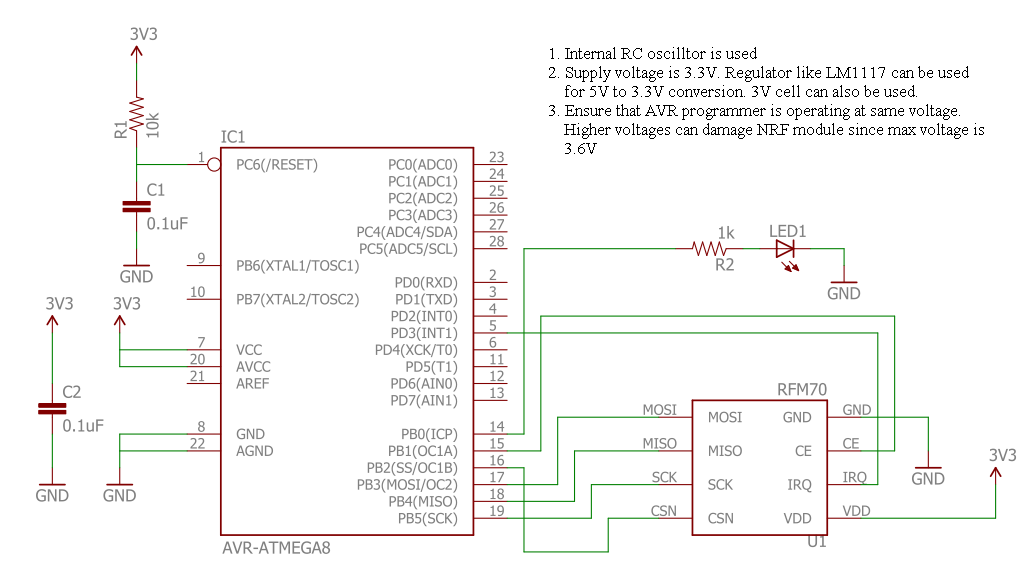 3V3
R1
10k
C1
0.1uF
GND
1. Internal RC oscilltor is used
2. Supply voltage is 3.3V. Regulator like LM1117 can be used
for 5V to 3.3V conversion. 3V cell can also be used.
3. Ensure that AVR programmer is operating at same voltage.
Higher voltages can damage NRF module since max voltage is
3.6V
IC1
1 PC6(/RESET)
9 PB6(XTAL1/TOSC1)
10 PB7(XTAL2/TOSC2)
7 VCC
20 AVCC
21 AREF
8 GND
22 AGND
PC0(ADC0) 23
PC1(ADC1) 24
PC2(ADC2) 25
PC3(ADC3) 26
PC4(ADC4/SDA) 27
PC5(ADC5/SCL) 28
PD0(RXD) 2
PD1(TXD) 3
PD2(INT0) 4
PD3(INT1) 5
PD4(XCK/T0) 6
PD5(T1) 11
PD6(AIN0) 12
PD7(AIN1) 13
PB0(ICP) 14
PB1(OC1A) 15
PB2(SS/OC1B) 16
PB3(MOSI/OC2) 17
PB4(MISO) 18
PB5(SCK) 19
AVR-ATMEGA8
3V3
3V3
C2
0.1uF
GND
GND
1k
R2
LED1
GND
RFM70
MOSI MOSI GND GND
MISO MISO CE CE
SCK SCK IRQ IRQ
CSN CSN VDD VDD
U1
GND
3V3